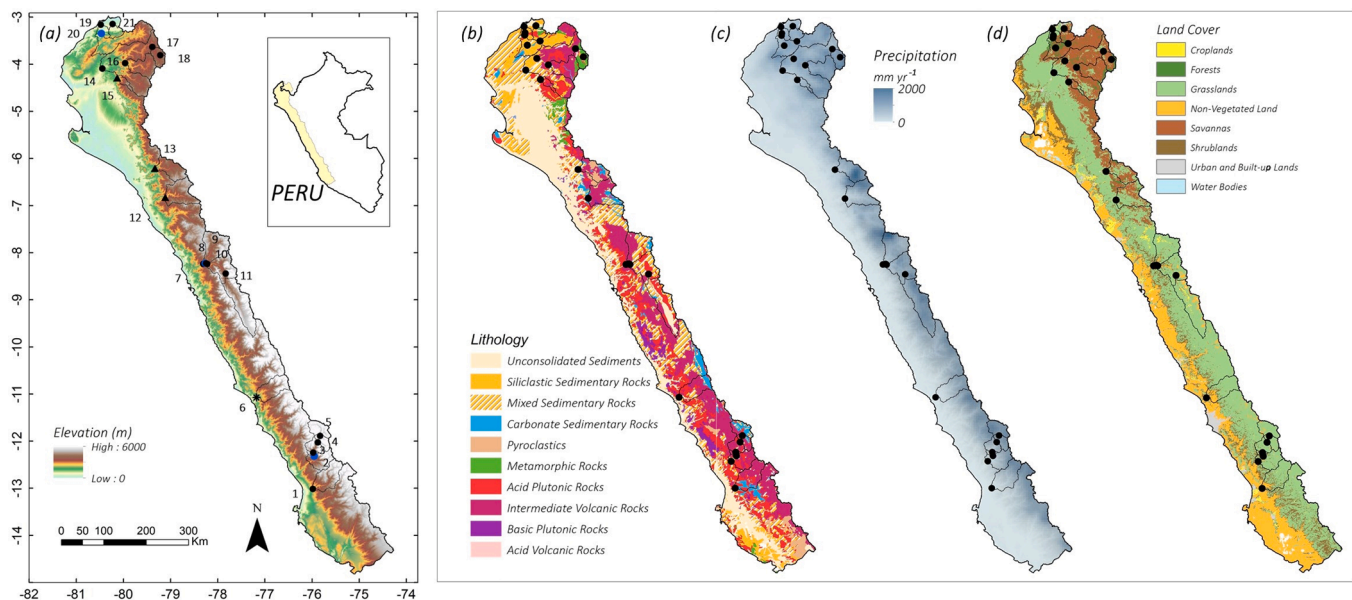 (a)
19
21
20
17
16
18
14
15
13
12
9
8
10
7
11
6
5
4
3
2
1
-4
-5
-6
-7
-8
-9
-10
-11
-12
-13
-14
-82
-81
-80
-79
-78
-77
-76
-75
-74
PERU
Elevation (m)
High : 6000
Low : 0
N
0 50 100 200 300
Km
(b)
Lithology
Unconsolidated Sediments
Siliclastic Sedimentary Rocks
Mixed Sedimentary Rocks
Carbonate Sedimentary Rocks
Pyroclastics
Metamorphic Rocks
Acid Plutonic Rocks
Intermediate Volcanic Rocks
Basic Plutonic Rocks
Acid Volcanic Rocks
(c)
Precipitation
mm yr-1
2000
0
(d)
Land Cover
Croplands
Forests
Grasslands
Non-Vegetated Land
Savannas
Shrublands
Urban and Built-up Lands
Water Bodies